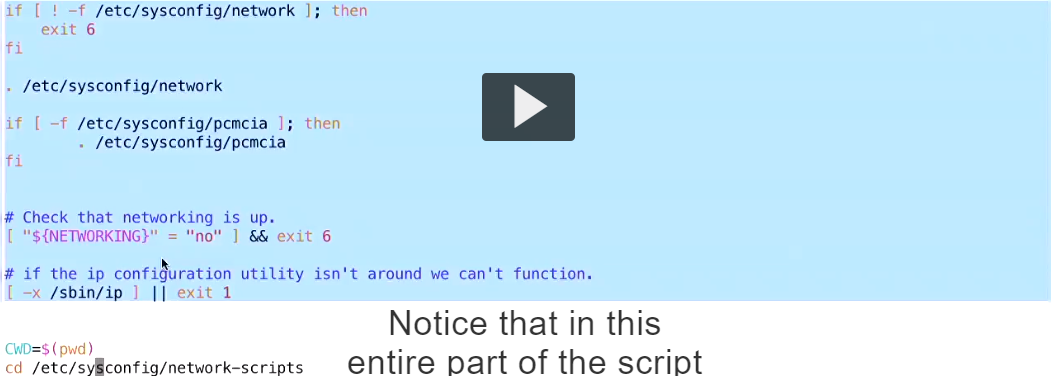 if [ ! -f /etc/sysconfig/network ]; then
    exit 6
fi

. /etc/sysconfig/network

if [ -f /etc/sysconfig/pcmcia ]; then
        . /etc/sysconfig/pcmcia
fi


# Check that networking is up.
[ "${NETWORKING}" = "no" ] && exit 6

# if the ip configuration utility isn't around we can't function.
[ -x /sbin/ip ] || exit 1

Notice that in this
entire part of the script
CWD=$(pwd)
cd /etc/sysconfig/network-scripts